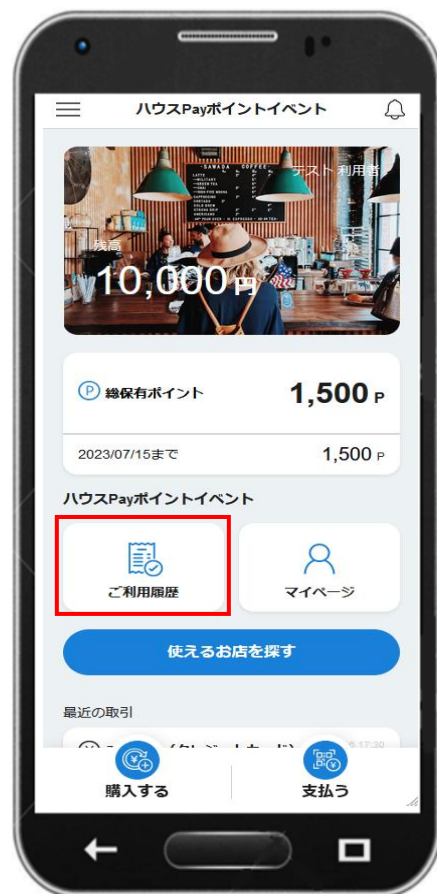 ハウスPayポイントイベント
SAWADA COFFEE
テスト 利用者
残高
10,000円
総保有ポイント 1,500 P
2023/07/15まで 1,500 P
ハウスPayポイントイベント
ご利用履歴 マイページ
使えるお店を探す
最近の取引
17:30
購入する 支払う